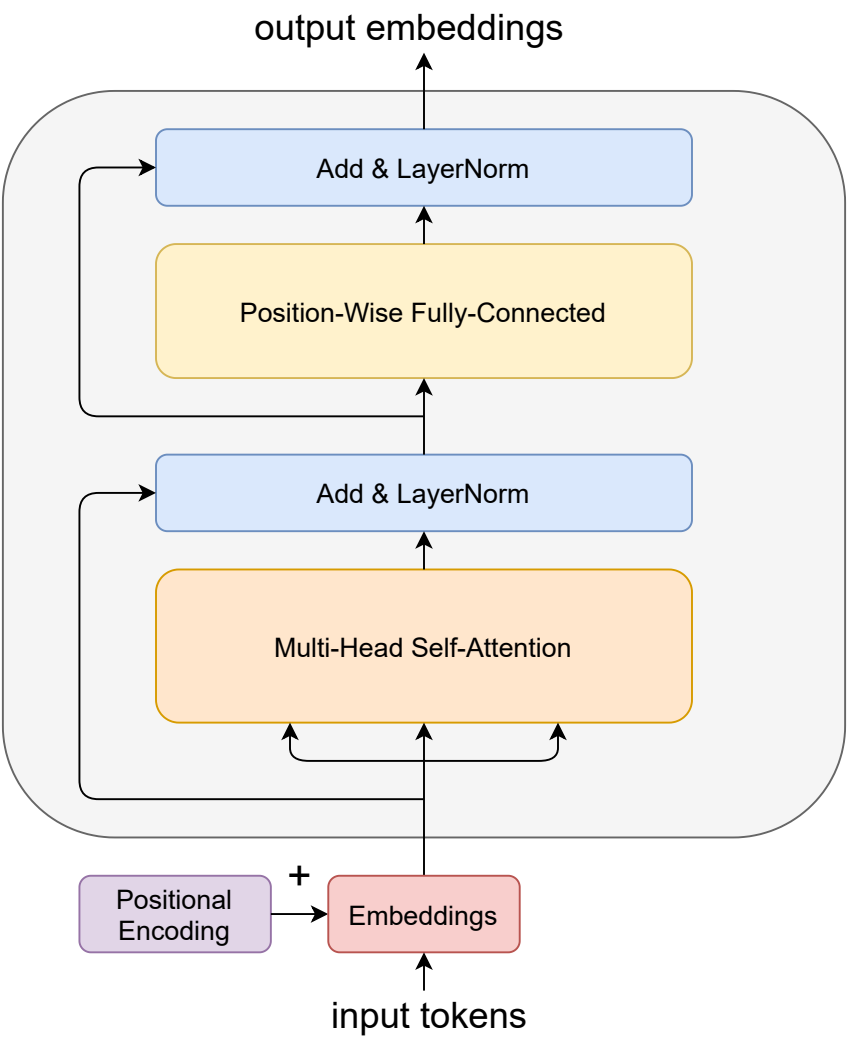 output embeddings
Add & LayerNorm
Position-Wise Fully-Connected
Add & LayerNorm
Multi-Head Self-Attention
+
Positional
Encoding
Embeddings
input tokens